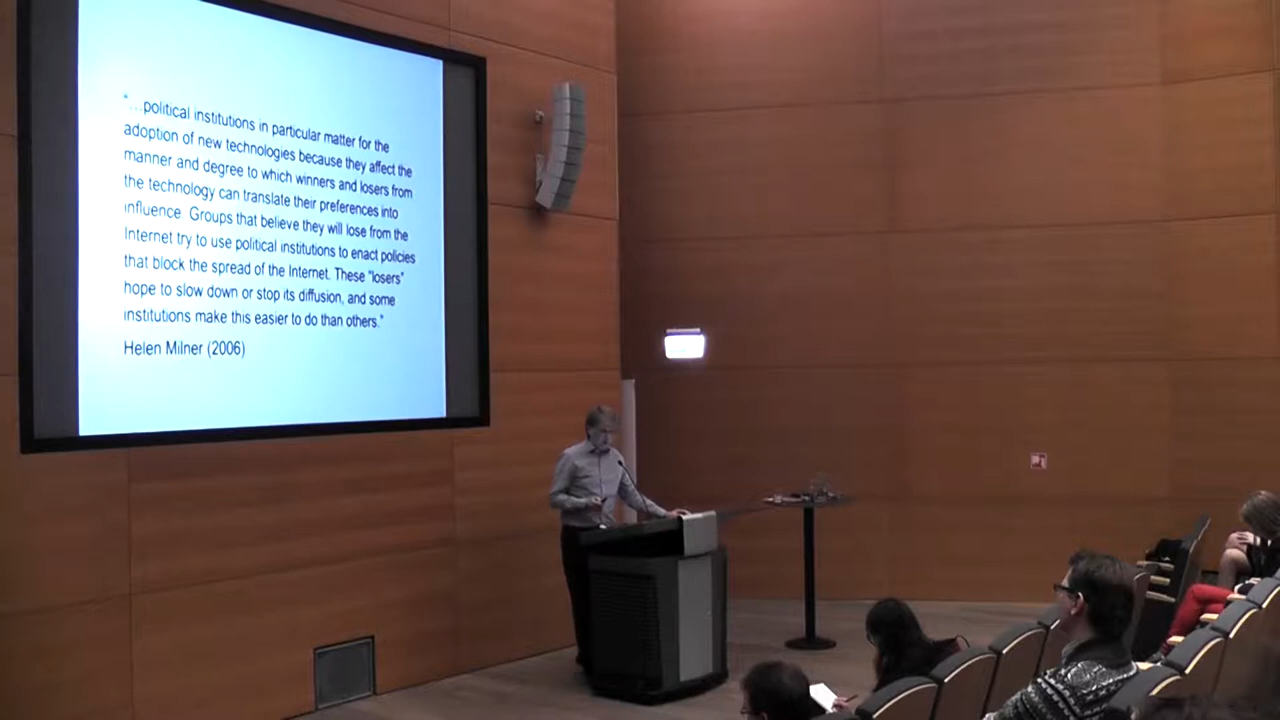 "...political institutions in particular matter for the
adoption of new technologies because they affect the
manner and degree to which winners and losers from
the technology can translate their preferences into
influence. Groups that believe they will lose from the
Internet try to use political institutions to enact policies
that block the spread of the Internet. These "losers"
hope to slow down or stop its diffusion, and some
institutions make this easier to do than others."
Helen Milner (2006)